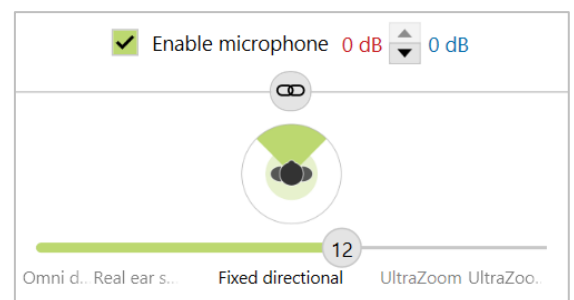 Enable microphone 0 dB 0 dB
12
Omni d.. Real ear s... Fixed directional UltraZoom UltraZoo..